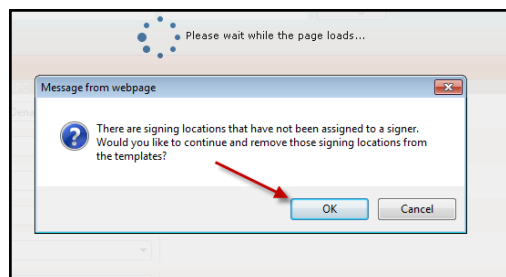 Please wait while the page loads...
Message from webpage
There are signing locations that have not been assigned to a signer.
Would you like to continue and remove those signing locations from
the templates?
OK
Cancel